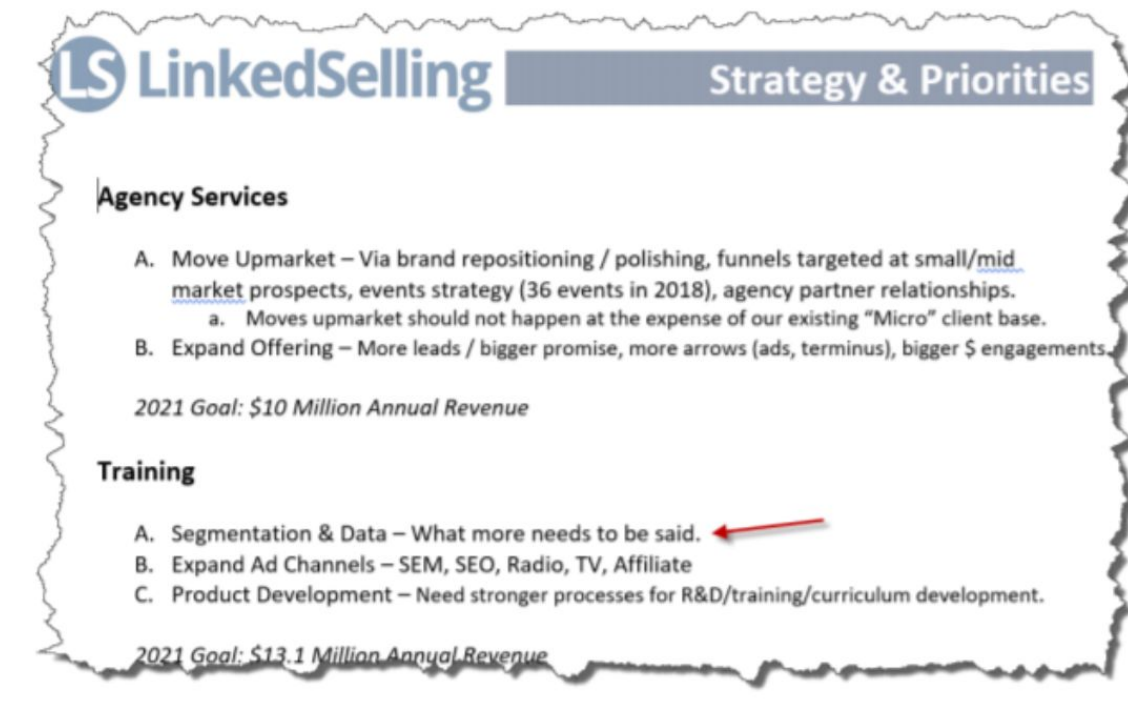 LS LinkedSelling Strategy & Priorities
Agency Services
A. Move Upmarket – Via brand repositioning / polishing, funnels targeted at small/mid
market prospects, events strategy (36 events in 2018), agency partner relationships.
a. Moves upmarket should not happen at the expense of our existing “Micro” client base.
B. Expand Offering – More leads / bigger promise, more arrows (ads, terminus), bigger $ engagements.
2021 Goal: $10 Million Annual Revenue
Training
A. Segmentation & Data – What more needs to be said.
B. Expand Ad Channels – SEM, SEO, Radio, TV, Affiliate
C. Product Development – Need stronger processes for R&D/training/curriculum development.
2021 Goal: $13.1 Million Annual Revenue